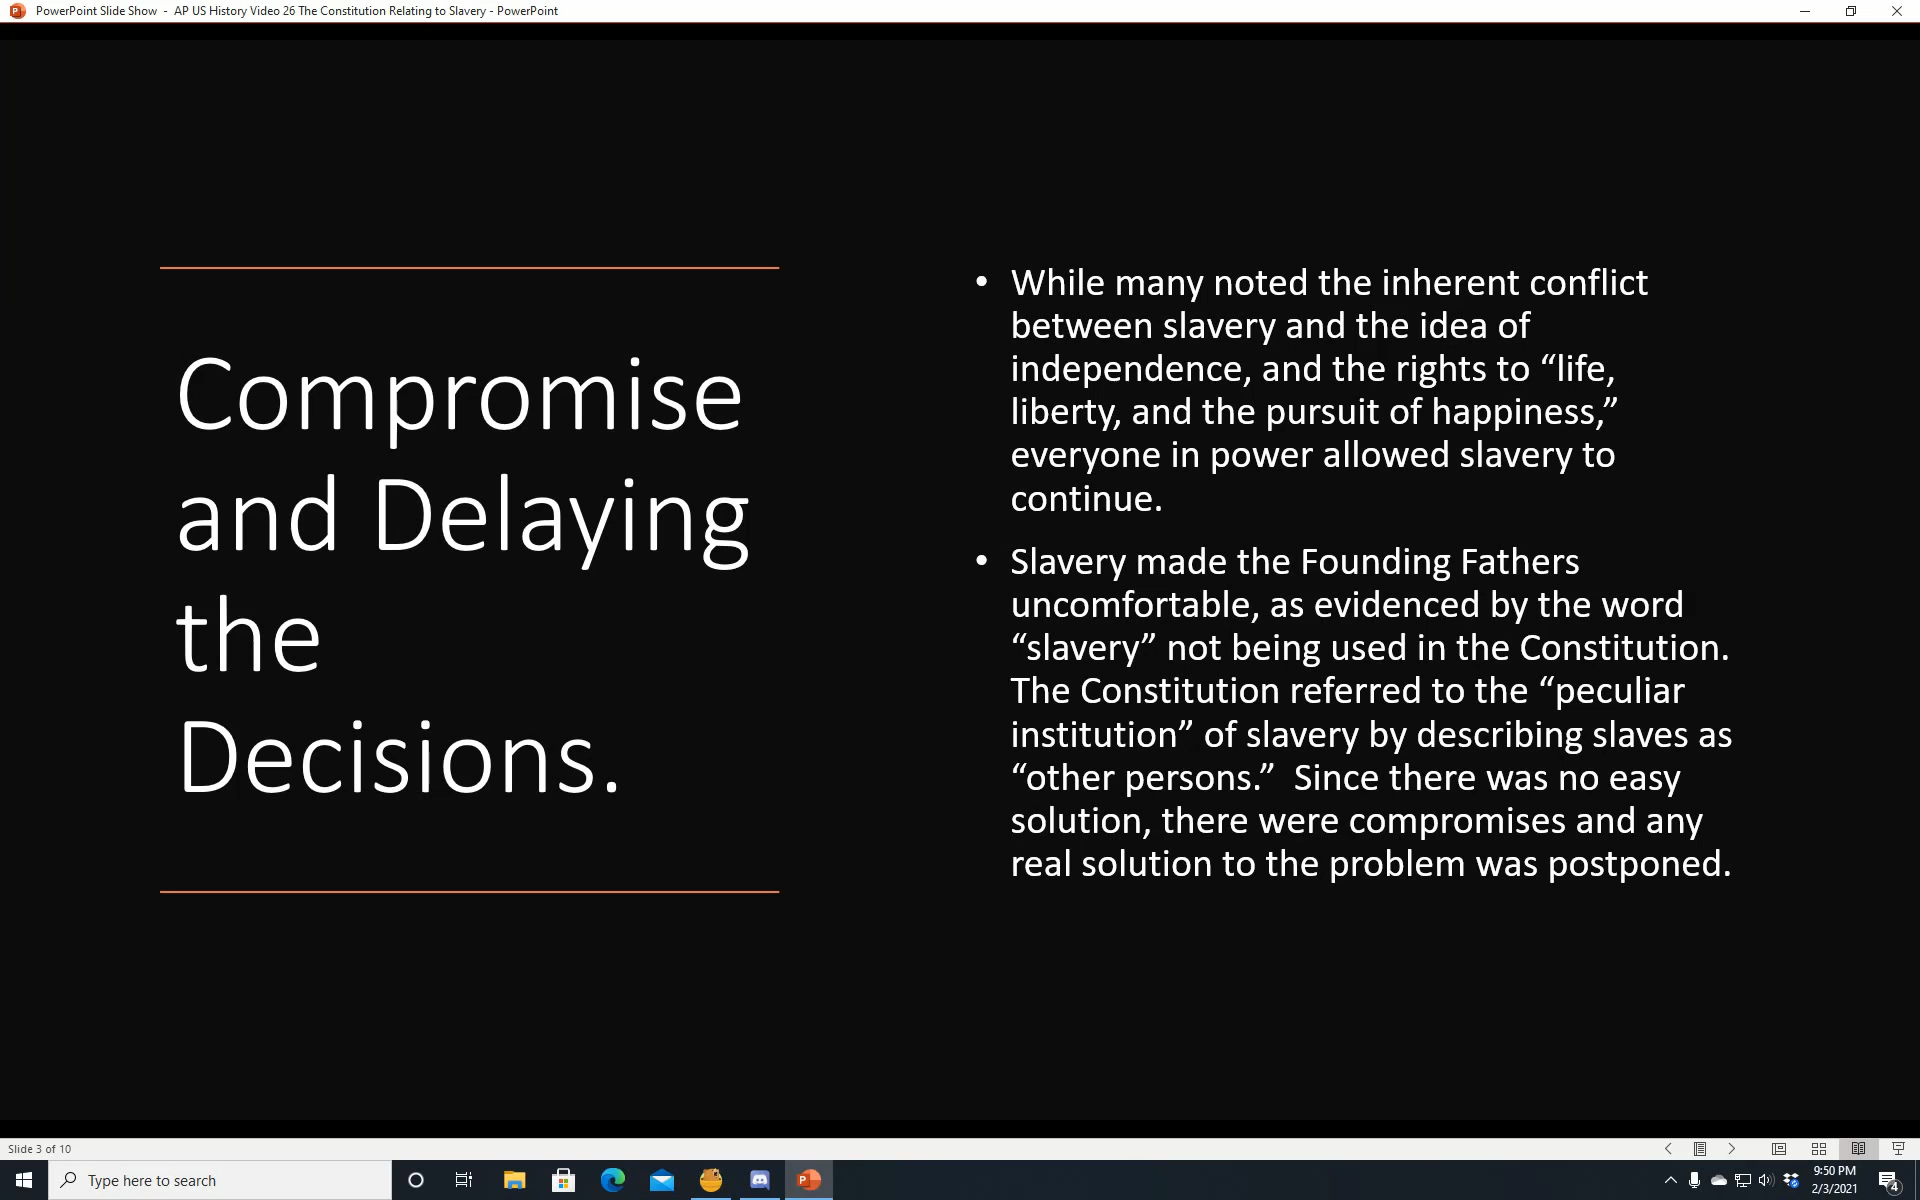 PowerPoint Slide Show - AP US History Video 26 The Constitution Relating to Slavery - PowerPoint
Compromise
and Delaying
the
Decisions.
• While many noted the inherent conflict
between slavery and the idea of
independence, and the rights to “life,
liberty, and the pursuit of happiness,”
everyone in power allowed slavery to
continue.
• Slavery made the Founding Fathers
uncomfortable, as evidenced by the word
“slavery” not being used in the Constitution.
The Constitution referred to the “peculiar
institution” of slavery by describing slaves as
“other persons.”  Since there was no easy
solution, there were compromises and any
real solution to the problem was postponed.
Slide 3 of 10
Type here to search
9:50 PM
2/3/2021
4